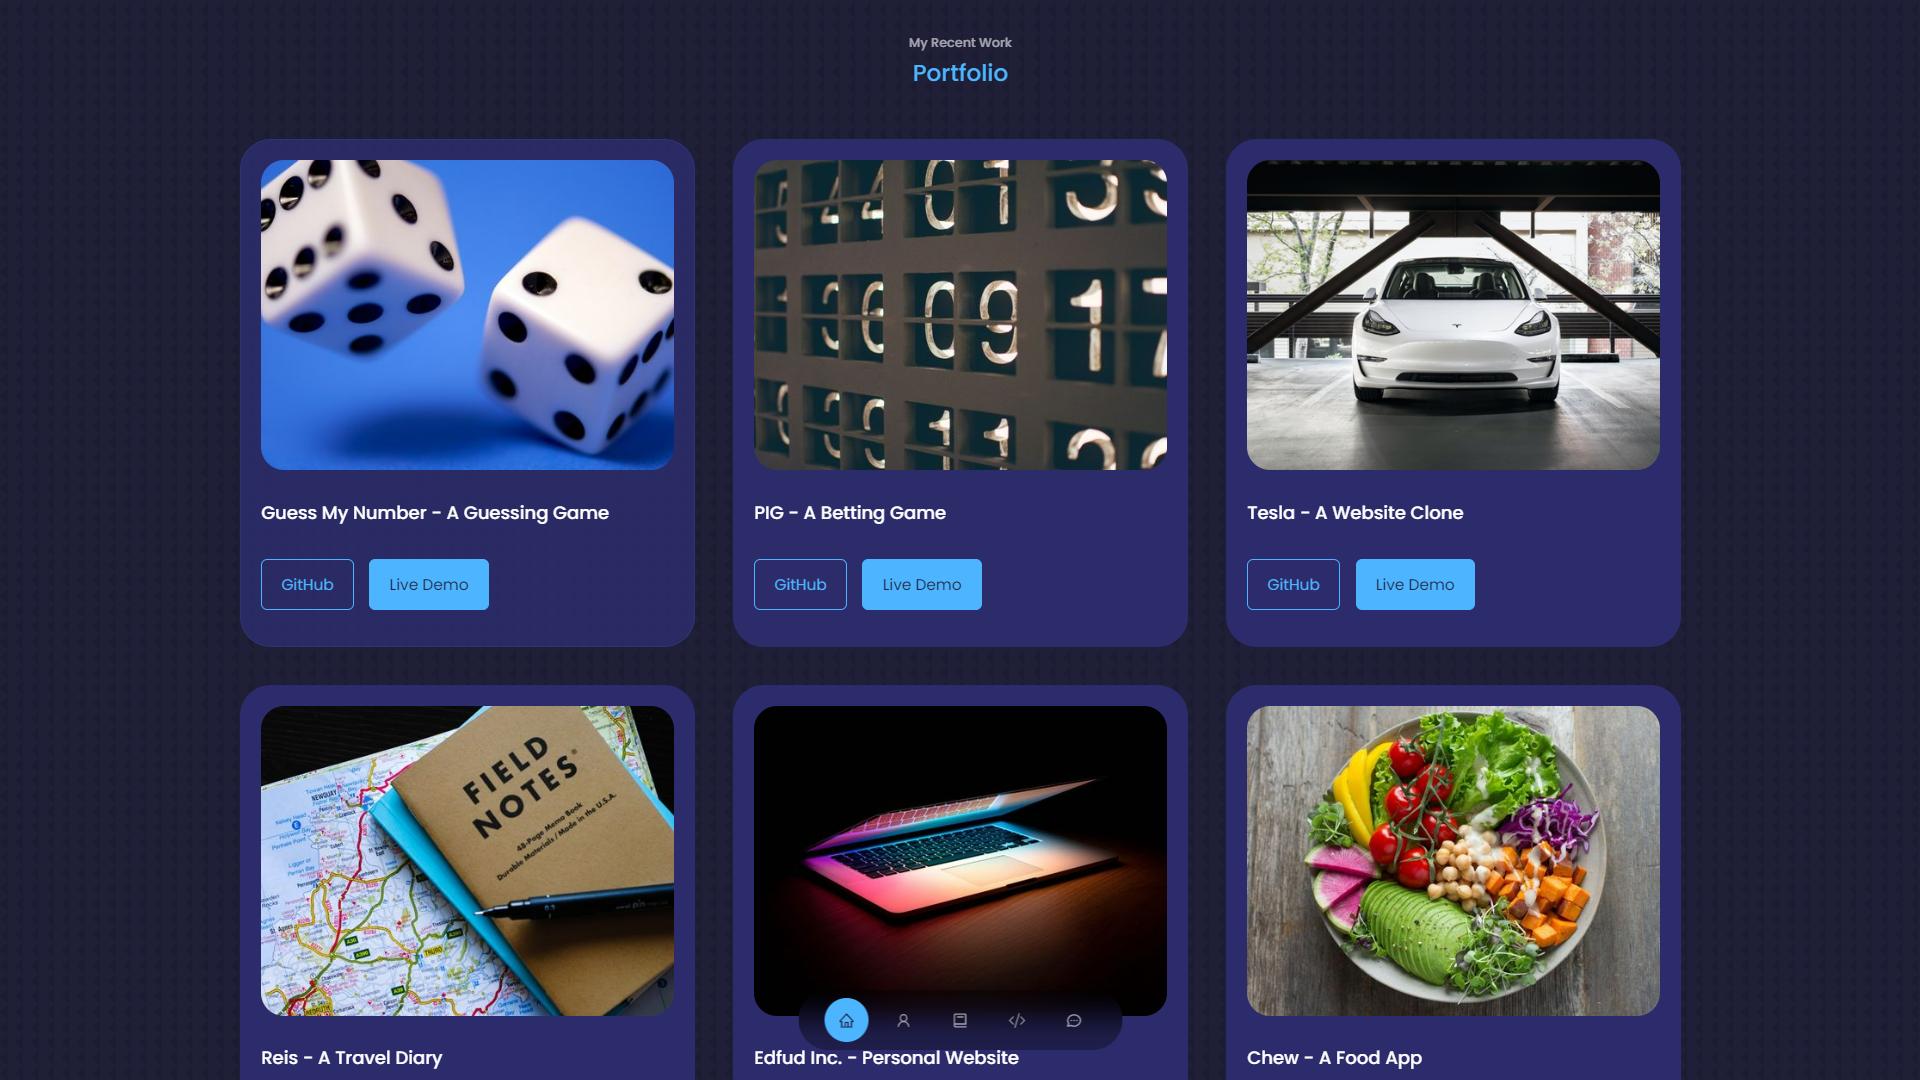 My Recent Work
Portfolio
Guess My Number - A Guessing Game
GitHub
Live Demo
PIG - A Betting Game
GitHub
Live Demo
Tesla - A Website Clone
GitHub
Live Demo
FIELD
NOTES
48-Page Memo Book
Durable Materials / Made in the U.S.A.
NEWQUAY
Reis - A Travel Diary
Edfud Inc. - Personal Website
Chew - A Food App